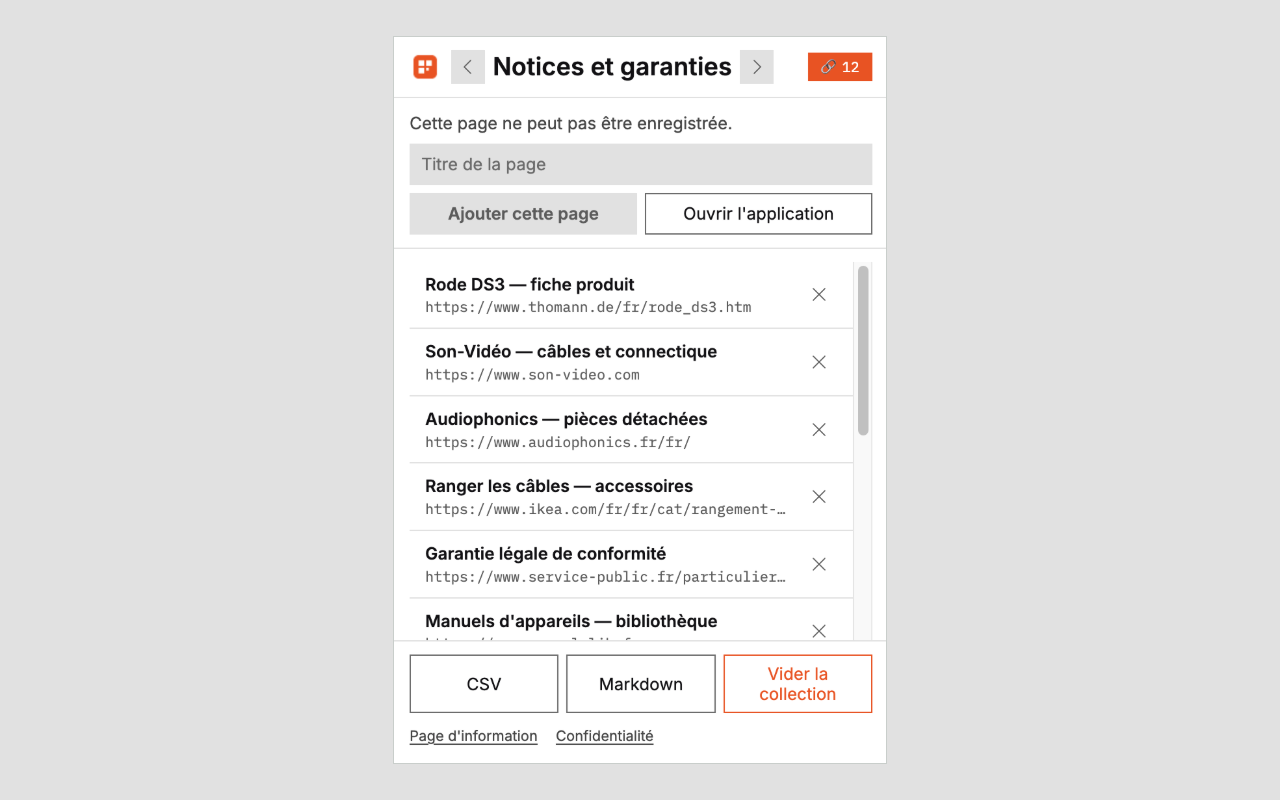 Notices et garanties
12
Cette page ne peut pas être enregistrée.
Titre de la page
Ajouter cette page
Ouvrir l'application
Rode DS3 — fiche produit
https://www.thomann.de/fr/rode_ds3.htm
Son-Vidéo — câbles et connectique
https://www.son-video.com
Audiophonics — pièces détachées
https://www.audiophonics.fr/fr/
Ranger les câbles — accessoires
https://www.ikea.com/fr/fr/cat/rangement-…
Garantie légale de conformité
https://www.service-public.fr/particulier…
Manuels d'appareils — bibliothèque
CSV
Markdown
Vider la
collection
Page d'information
Confidentialité